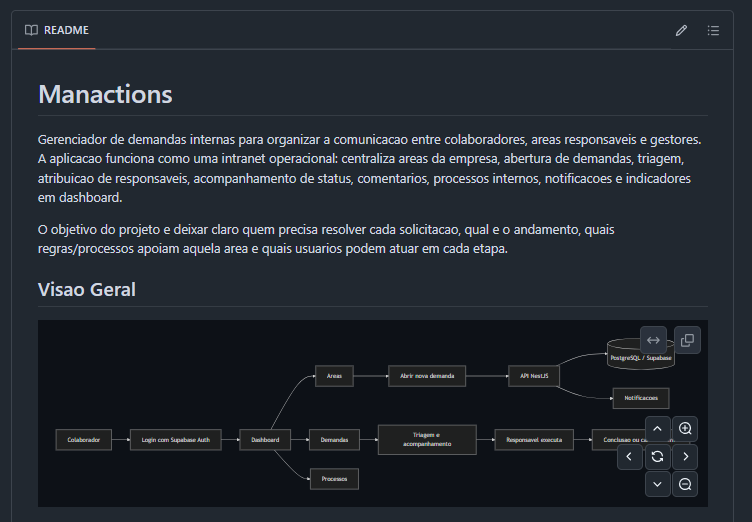 README
Manactions
Gerenciador de demandas internas para organizar a comunicacao entre colaboradores, areas responsaveis e gestores.
A aplicacao funciona como uma intranet operacional: centraliza areas da empresa, abertura de demandas, triagem,
atribuicao de responsaveis, acompanhamento de status, comentarios, processos internos, notificacoes e indicadores
em dashboard.
O objetivo do projeto e deixar claro quem precisa resolver cada solicitacao, qual e o andamento, quais
regras/processos apoiam aquela area e quais usuarios podem atuar em cada etapa.
Visao Geral
PostgreSQL / Supabase
Areas
Abrir nova demanda
API NestJS
Notificacoes
Colaborador
Login com Supabase Auth
Dashboard
Demandas
Triagem e
acompanhamento
Responsavel executa
Conclusao ou
Processos